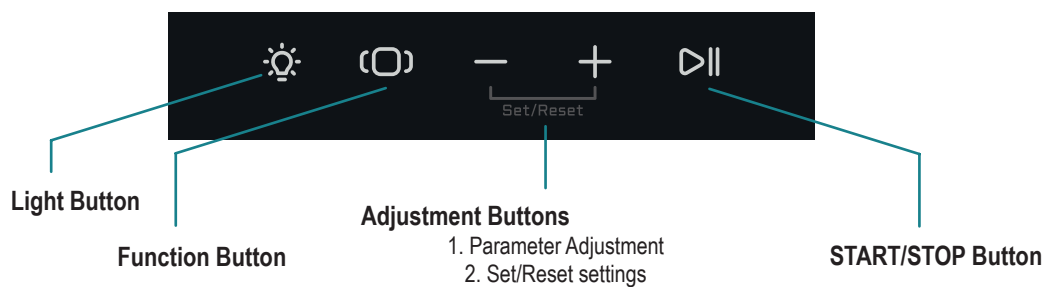 Set/Reset
Light Button
Function Button
Adjustment Buttons
1. Parameter Adjustment
2. Set/Reset settings
START/STOP Button